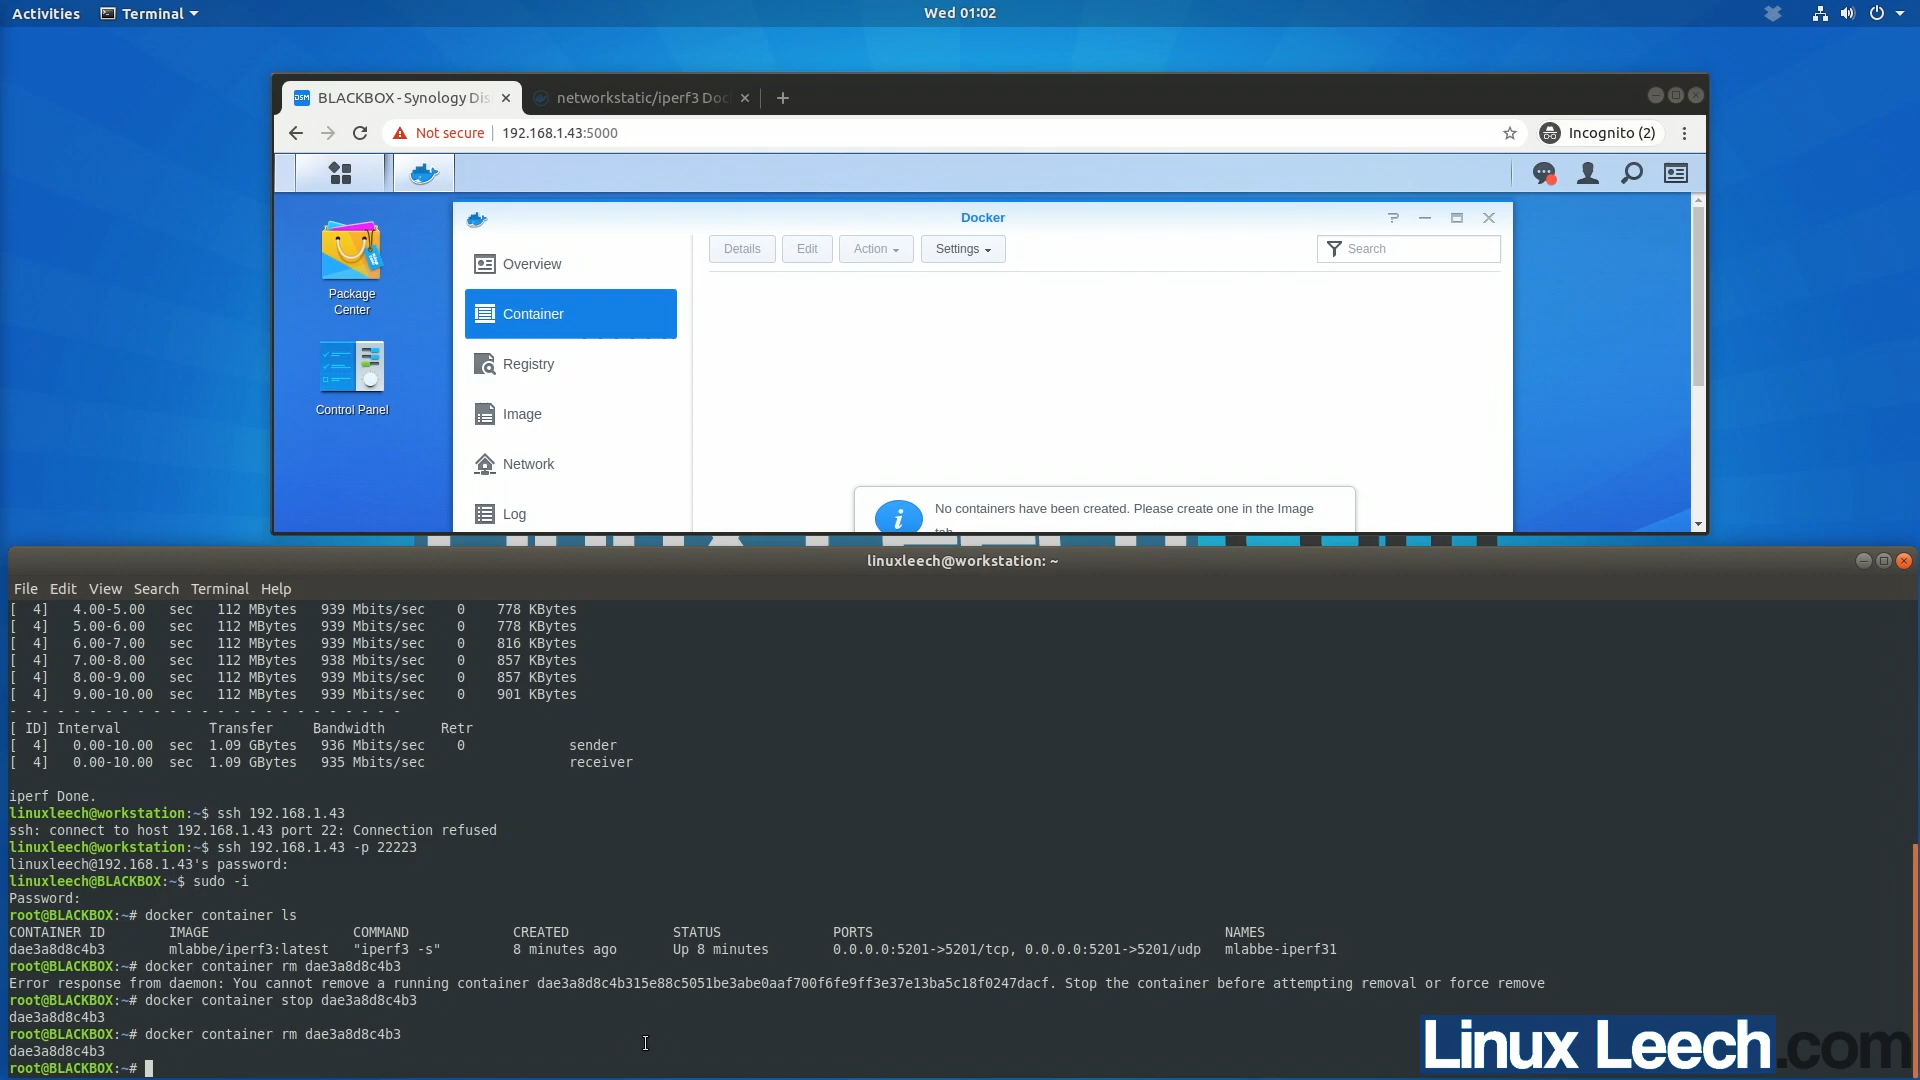 Activities Terminal Wed 01:02
BLACKBOX - Synology Dis networkstatic/iperf3 Doc
Not secure 192.168.1.43:5000 Incognito (2)
Docker
Details Edit Action Settings Search
Package
Center
Control Panel
Overview
Container
Registry
Image
Network
Log
No containers have been created. Please create one in the Image
tab.
linuxleech@workstation: ~
File Edit View Search Terminal Help
[  4]   4.00-5.00   sec   112 MBytes   939 Mbits/sec    0    778 KBytes
[  4]   5.00-6.00   sec   112 MBytes   939 Mbits/sec    0    778 KBytes
[  4]   6.00-7.00   sec   112 MBytes   939 Mbits/sec    0    816 KBytes
[  4]   7.00-8.00   sec   112 MBytes   938 Mbits/sec    0    857 KBytes
[  4]   8.00-9.00   sec   112 MBytes   939 Mbits/sec    0    857 KBytes
[  4]   9.00-10.00  sec   112 MBytes   939 Mbits/sec    0    901 KBytes
- - - - - - - - - - - - - - - - - - - - - - - - -
[ ID] Interval           Transfer     Bandwidth       Retr
[  4]   0.00-10.00  sec  1.09 GBytes   936 Mbits/sec    0             sender
[  4]   0.00-10.00  sec  1.09 GBytes   935 Mbits/sec                  receiver
iperf Done.
linuxleech@workstation:~$ ssh 192.168.1.43
ssh: connect to host 192.168.1.43 port 22: Connection refused
linuxleech@workstation:~$ ssh 192.168.1.43 -p 22223
linuxleech@192.168.1.43's password:
linuxleech@BLACKBOX:~$ sudo -i
Password:
root@BLACKBOX:~# docker container ls
CONTAINER ID        IMAGE                  COMMAND             CREATED             STATUS              PORTS                                            NAMES
dae3a8d8c4b3        mlabbe/iperf3:latest   "iperf3 -s"         8 minutes ago       Up 8 minutes        0.0.0.0:5201->5201/tcp, 0.0.0.0:5201->5201/udp   mlabbe-iperf31
root@BLACKBOX:~# docker container rm dae3a8d8c4b3
Error response from daemon: You cannot remove a running container dae3a8d8c4b315e88c5051be3abe0aaf700f6fe9ff3e37e13ba5c18f0247dacf. Stop the container before attempting removal or force remove
root@BLACKBOX:~# docker container stop dae3a8d8c4b3
dae3a8d8c4b3
root@BLACKBOX:~# docker container rm dae3a8d8c4b3
dae3a8d8c4b3
root@BLACKBOX:~#
Linux Leech.com